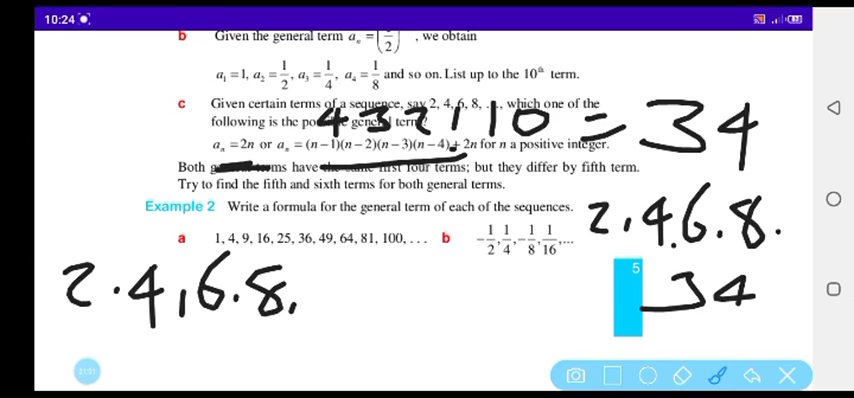 10:24
b Given the general term aₙ = (1/2) , we obtain
a₁ = 1, a₂ = 1/2, a₃ = 1/4, a₄ = 1/8 and so on. List up to the 10th term.
c Given certain terms of a sequence, say 2, 4, 6, 8, . . ., which one of the
following is the general term?
4 3 2 1 10 = 34
aₙ = 2n or aₙ = (n – 1)(n – 2)(n – 3)(n – 4) + 2n for n a positive integer.
Both terms have the same first four terms; but they differ by fifth term.
Try to find the fifth and sixth terms for both general terms.
Example 2 Write a formula for the general term of each of the sequences.
2, 4, 6, 8.
a 1, 4, 9, 16, 25, 36, 49, 64, 81, 100, . . . b –1/2, 1/4, –1/8, 1/16, ...
2.4,6.8,
5
34
21:31